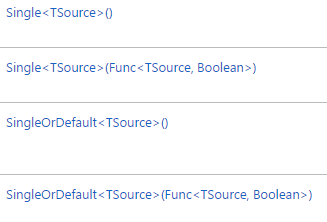 Single<TSource>()
Single<TSource>(Func<TSource, Boolean>)
SingleOrDefault<TSource>()
SingleOrDefault<TSource>(Func<TSource, Boolean>)